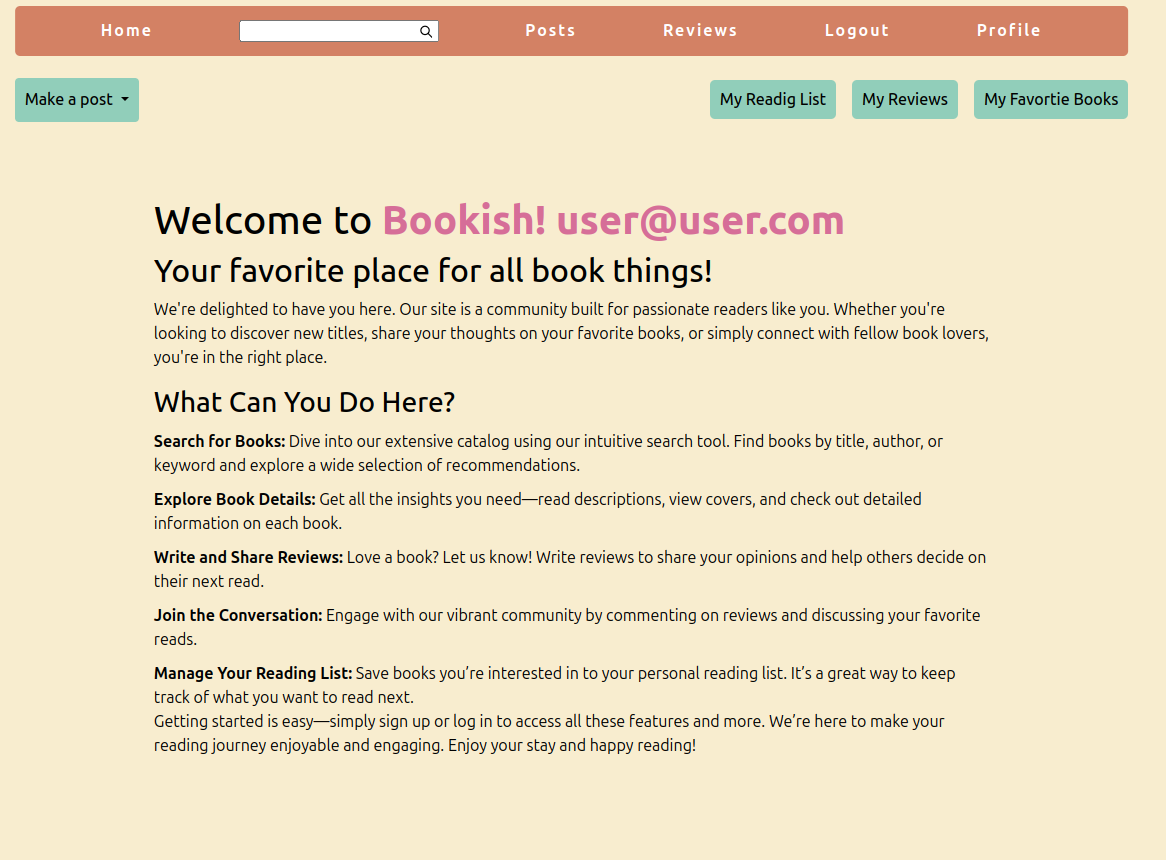 Home Posts Reviews Logout Profile
Make a post My Readig List My Reviews My Favortie Books
Welcome to Bookish! user@user.com
Your favorite place for all book things!
We're delighted to have you here. Our site is a community built for passionate readers like you. Whether you're
looking to discover new titles, share your thoughts on your favorite books, or simply connect with fellow book lovers,
you're in the right place.
What Can You Do Here?
Search for Books: Dive into our extensive catalog using our intuitive search tool. Find books by title, author, or
keyword and explore a wide selection of recommendations.
Explore Book Details: Get all the insights you need—read descriptions, view covers, and check out detailed
information on each book.
Write and Share Reviews: Love a book? Let us know! Write reviews to share your opinions and help others decide on
their next read.
Join the Conversation: Engage with our vibrant community by commenting on reviews and discussing your favorite
reads.
Manage Your Reading List: Save books you’re interested in to your personal reading list. It’s a great way to keep
track of what you want to read next.
Getting started is easy—simply sign up or log in to access all these features and more. We’re here to make your
reading journey enjoyable and engaging. Enjoy your stay and happy reading!